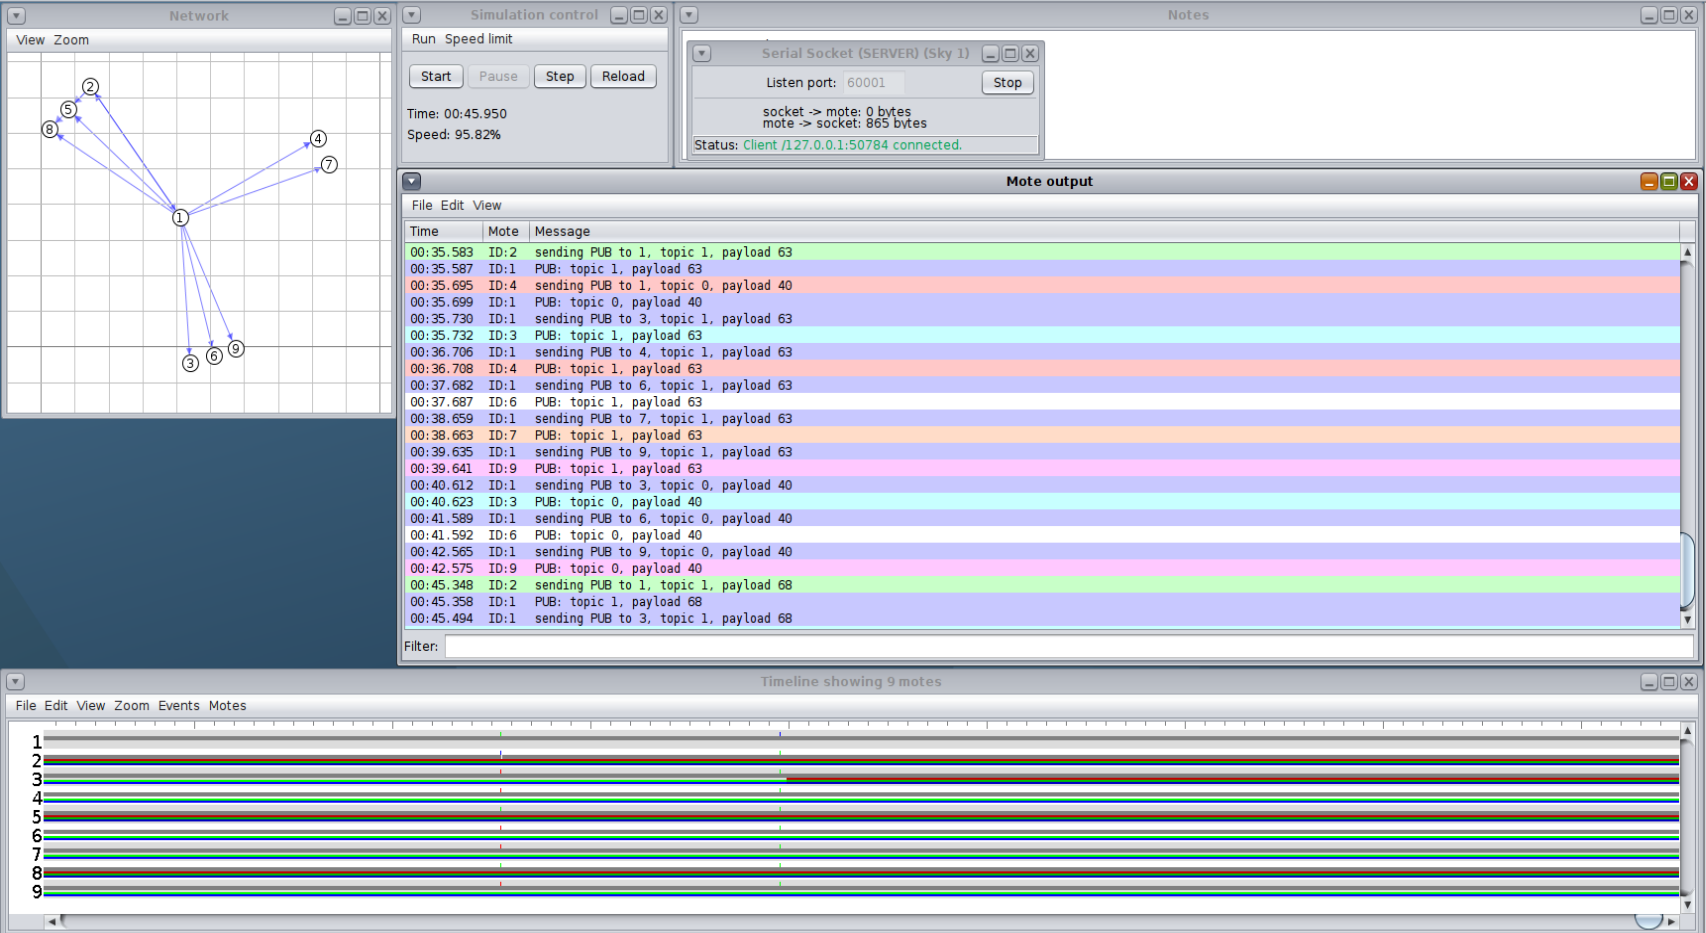 Network
View Zoom
2
5
8
4
7
1
9
6
3
Simulation control
Run Speed limit
Start Pause Step Reload
Time: 00:45.950
Speed: 95.82%
Notes
Serial Socket (SERVER) (Sky 1)
Listen port: 60001 Stop
socket -> mote: 0 bytes
mote -> socket: 865 bytes
Status: Client /127.0.0.1:50784 connected.
Mote output
File Edit View
Time Mote Message
00:35.583 ID:2 sending PUB to 1, topic 1, payload 63
00:35.587 ID:1 PUB: topic 1, payload 63
00:35.695 ID:4 sending PUB to 1, topic 0, payload 40
00:35.699 ID:1 PUB: topic 0, payload 40
00:35.730 ID:1 sending PUB to 3, topic 1, payload 63
00:35.732 ID:3 PUB: topic 1, payload 63
00:36.706 ID:1 sending PUB to 4, topic 1, payload 63
00:36.708 ID:4 PUB: topic 1, payload 63
00:37.682 ID:1 sending PUB to 6, topic 1, payload 63
00:37.687 ID:6 PUB: topic 1, payload 63
00:38.659 ID:1 sending PUB to 7, topic 1, payload 63
00:38.663 ID:7 PUB: topic 1, payload 63
00:39.635 ID:1 sending PUB to 9, topic 1, payload 63
00:39.641 ID:9 PUB: topic 1, payload 63
00:40.612 ID:1 sending PUB to 3, topic 0, payload 40
00:40.623 ID:3 PUB: topic 0, payload 40
00:41.589 ID:1 sending PUB to 6, topic 0, payload 40
00:41.592 ID:6 PUB: topic 0, payload 40
00:42.565 ID:1 sending PUB to 9, topic 0, payload 40
00:42.575 ID:9 PUB: topic 0, payload 40
00:45.348 ID:2 sending PUB to 1, topic 1, payload 68
00:45.358 ID:1 PUB: topic 1, payload 68
00:45.494 ID:1 sending PUB to 3, topic 1, payload 68
Filter:
Timeline showing 9 motes
File Edit View Zoom Events Motes
1
2
3
4
5
6
7
8
9